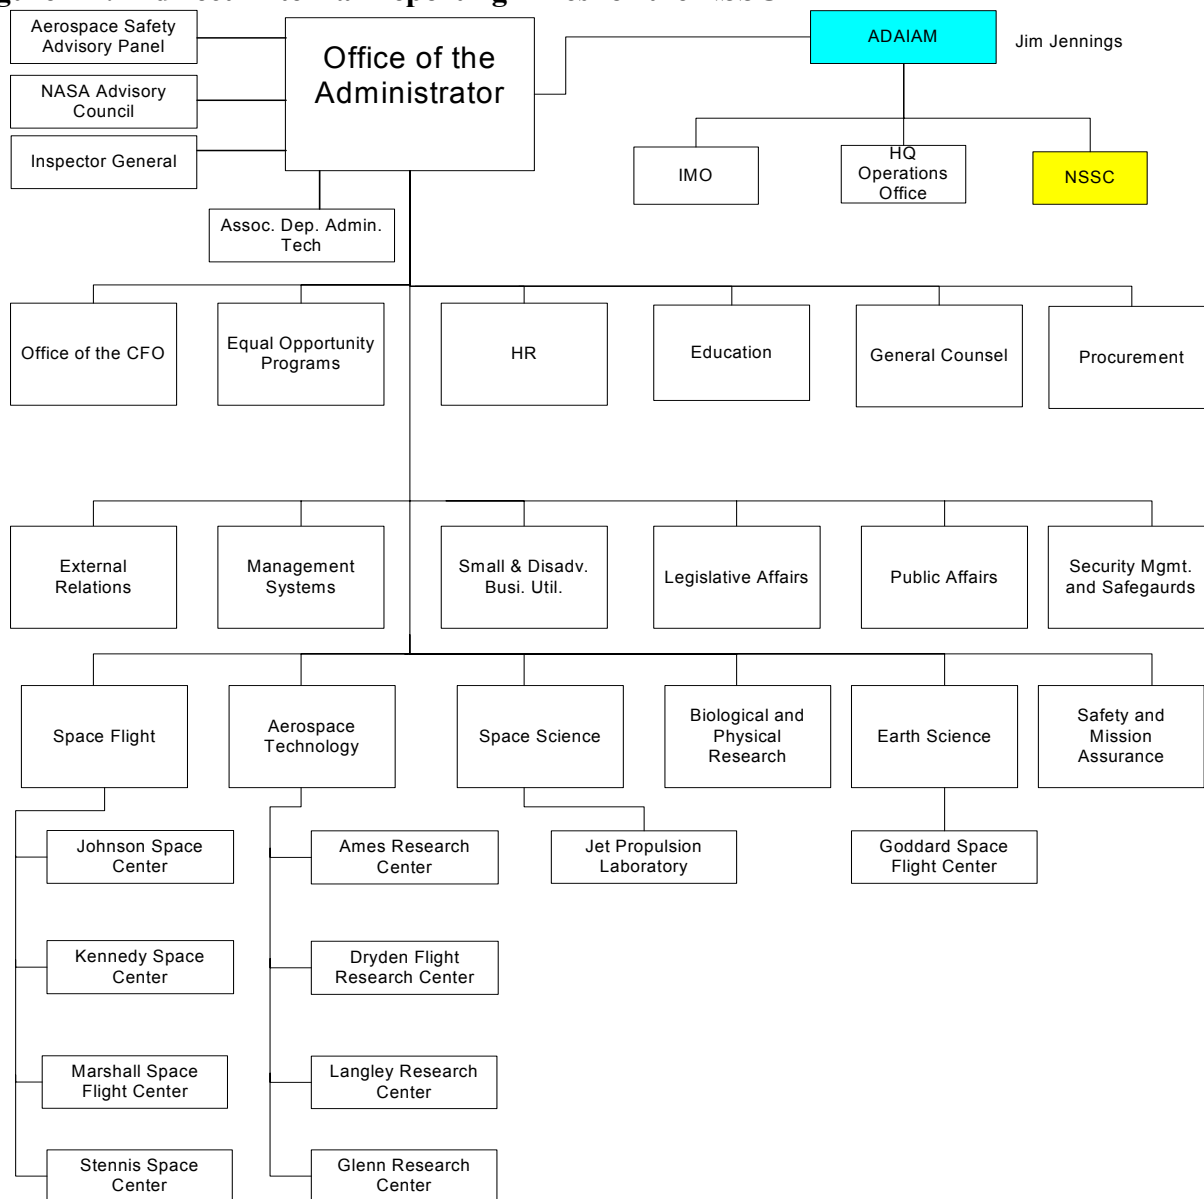 Aerospace Safety
Advisory Panel
Office of the
Administrator
ADAIAM
Jim Jennings
NASA Advisory
Council
Inspector General
IMO
HQ
Operations
Office
NSSC
Assoc. Dep. Admin.
Tech
Office of the CFO
Equal Opportunity
Programs
HR
Education
General Counsel
Procurement
External
Relations
Management
Systems
Small & Disadv.
Busi. Util.
Legislative Affairs
Public Affairs
Security Mgmt.
and Safegaurds
Space Flight
Aerospace
Technology
Space Science
Biological and
Physical
Research
Earth Science
Safety and
Mission
Assurance
Johnson Space
Center
Ames Research
Center
Jet Propulsion
Laboratory
Goddard Space
Flight Center
Kennedy Space
Center
Dryden Flight
Research Center
Marshall Space
Flight Center
Langley Research
Center
Stennis Space
Center
Glenn Research
Center